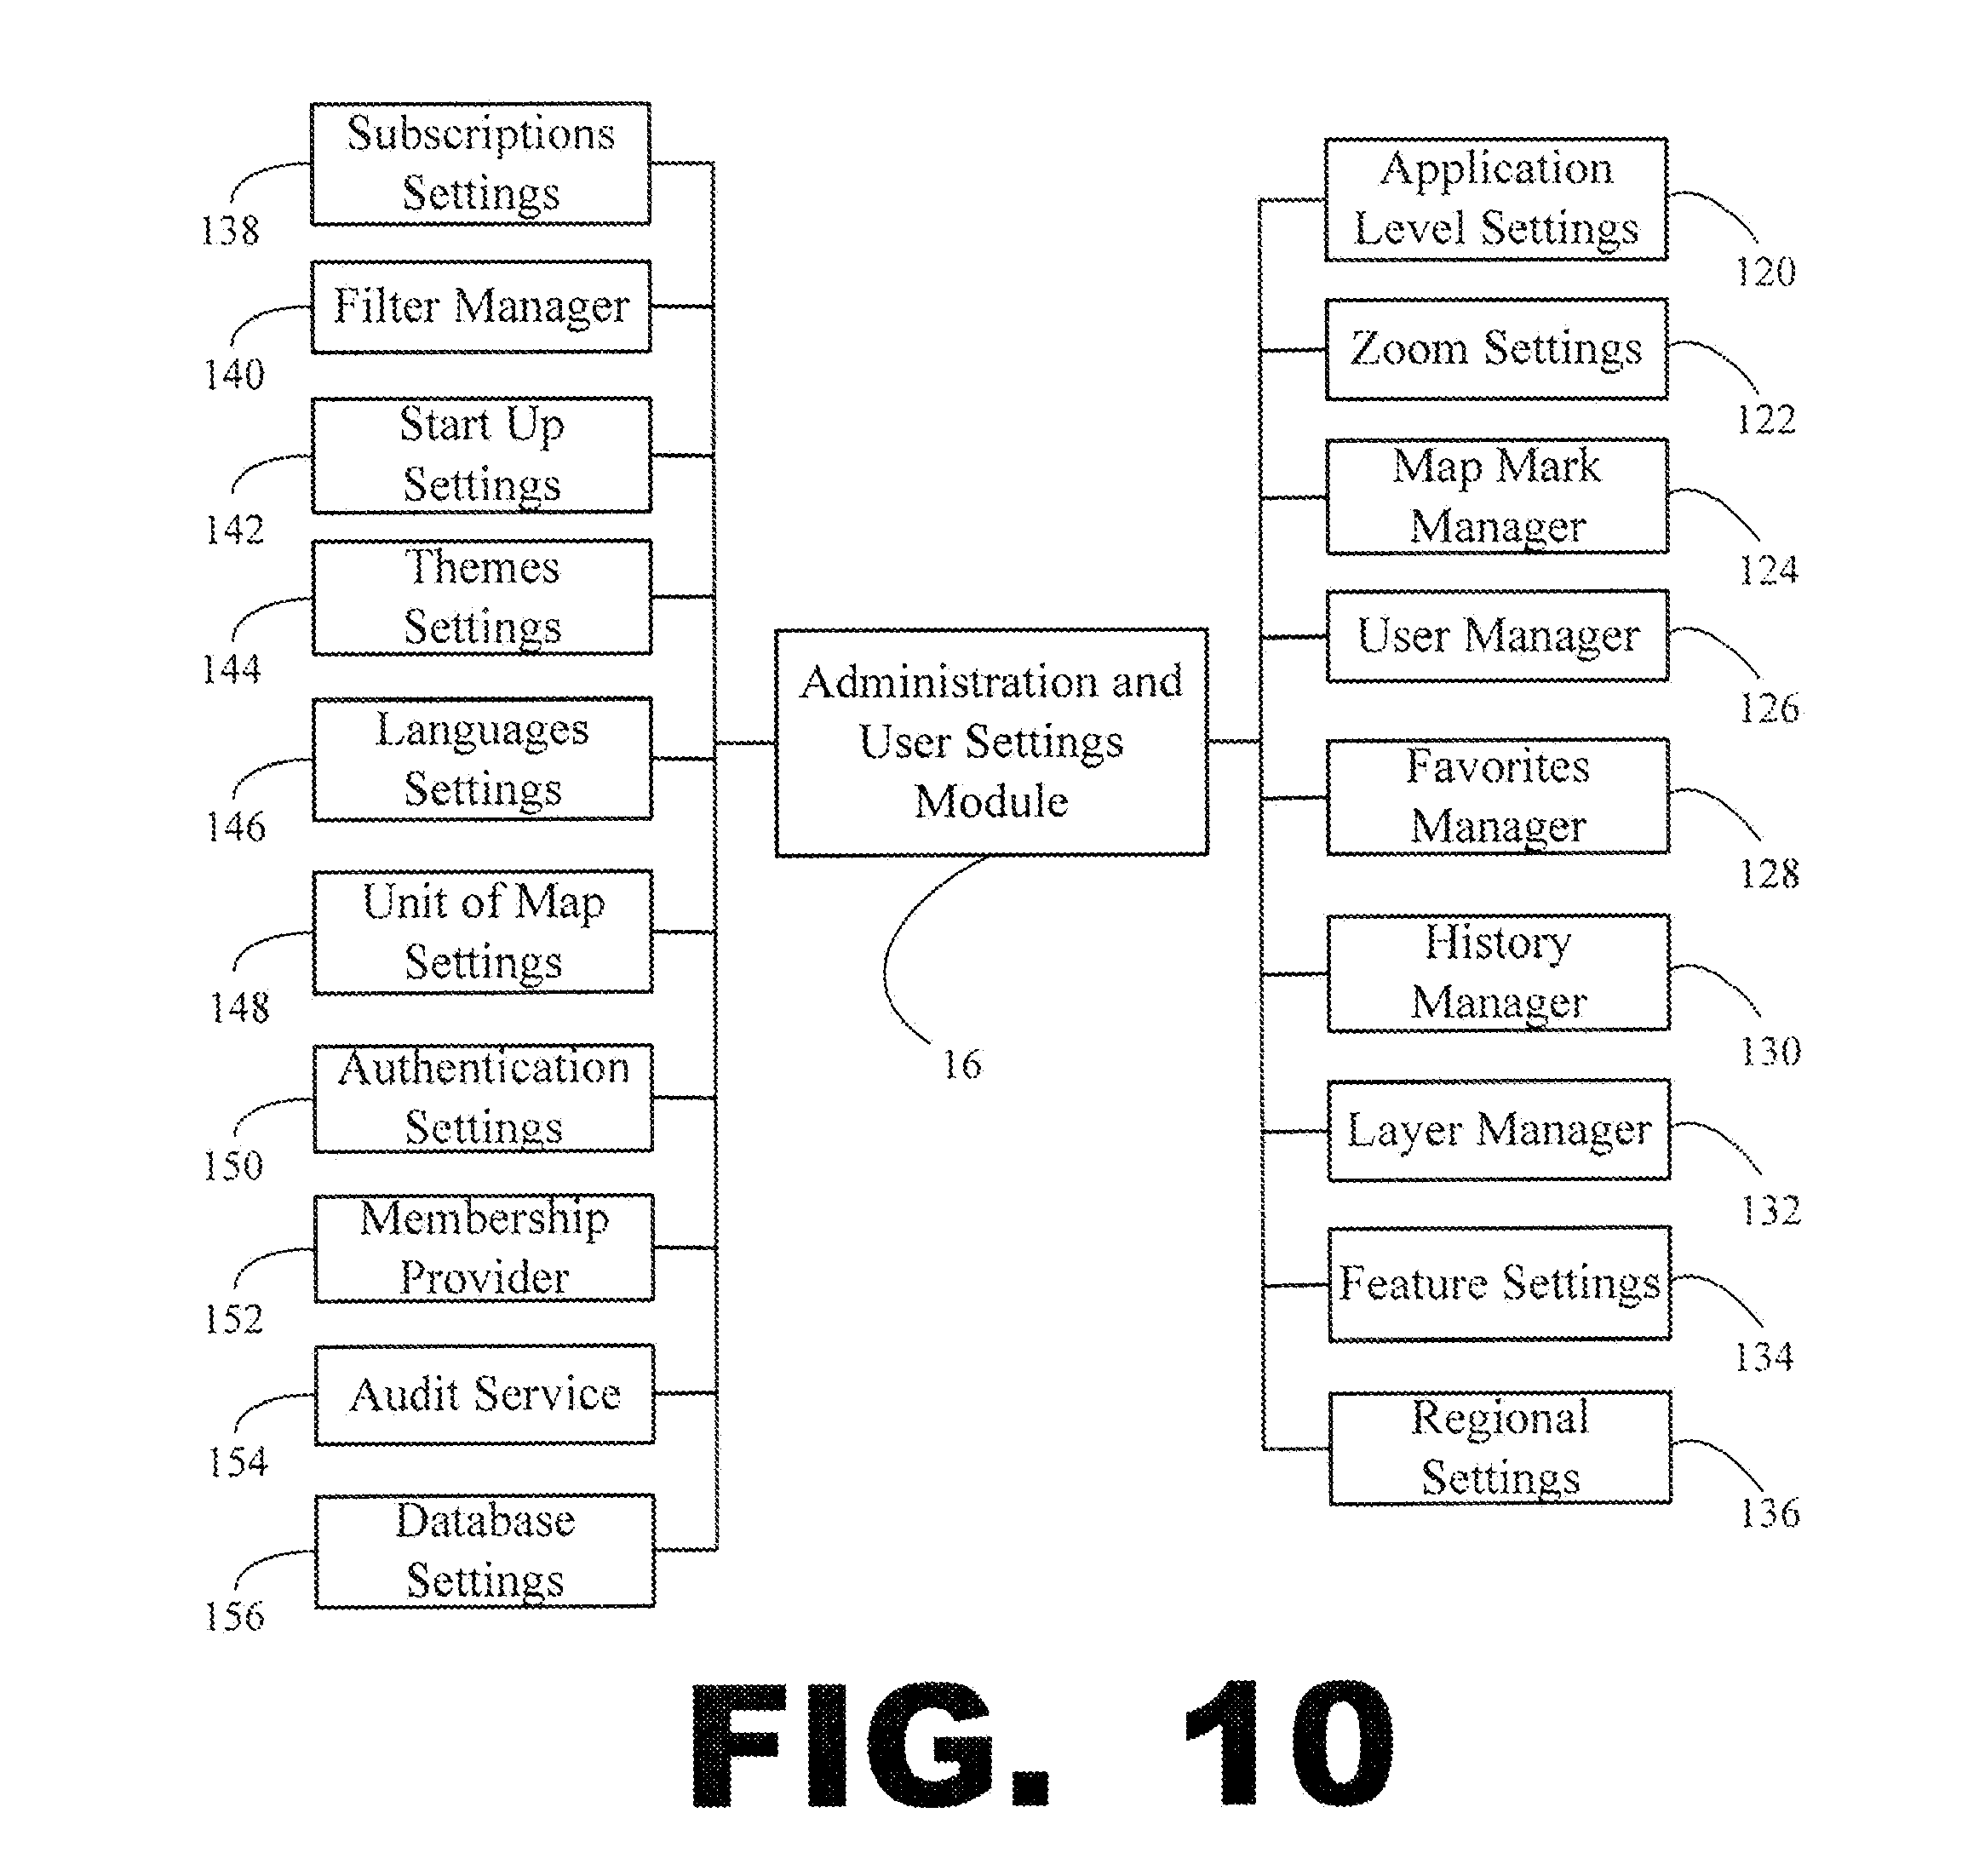 Subscriptions
Settings
138
Filter Manager
140
Start Up
Settings
142
Themes
Settings
144
Languages
Settings
146
Unit of Map
Settings
148
Authentication
Settings
150
Membership
Provider
152
Audit Service
154
Database
Settings
156
Administration and
User Settings
Module
16
Application
Level Settings
120
Zoom Settings
122
Map Mark
Manager
124
User Manager
126
Favorites
Manager
128
History
Manager
130
Layer Manager
132
Feature Settings
134
Regional
Settings
136
FIG. 10